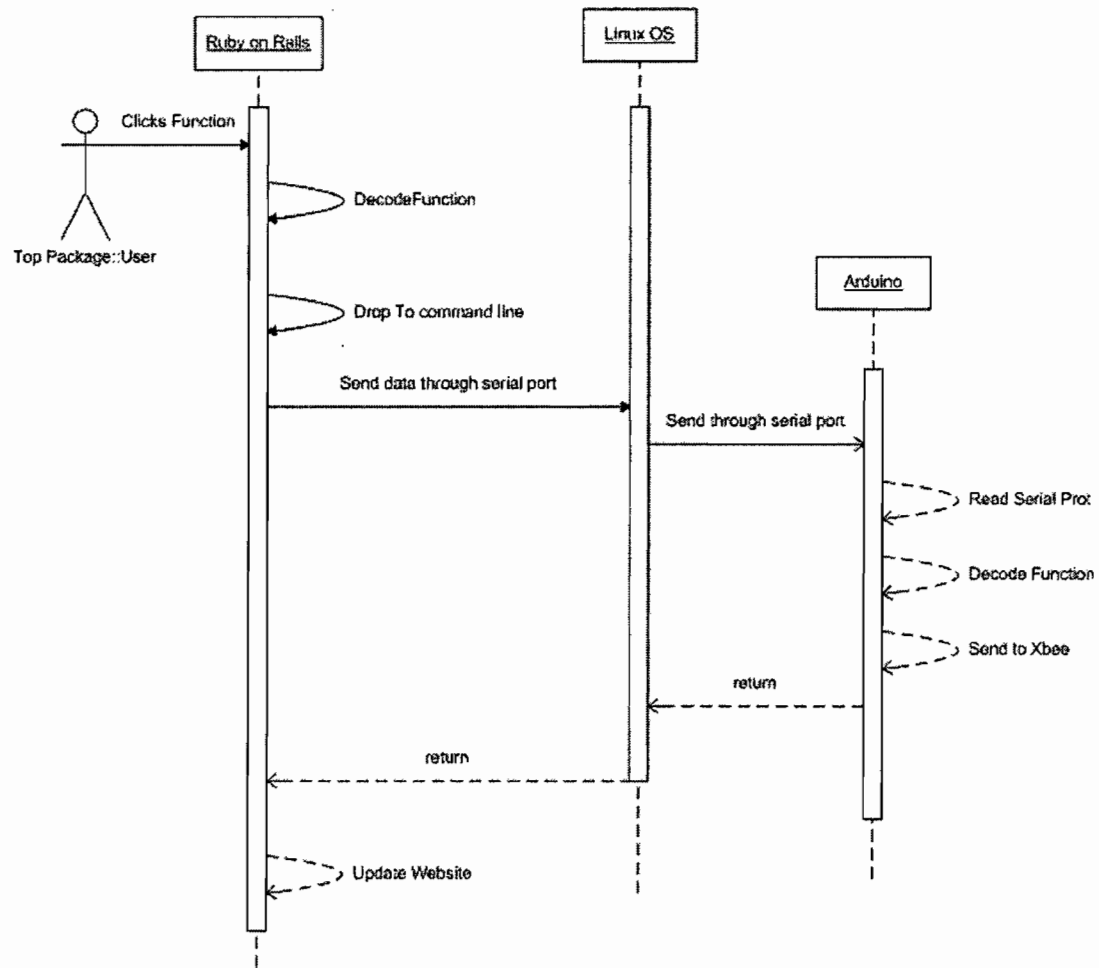 Ruby on Rails
Linux OS
Clicks Function
DecodeFunction
Top Package::User
Arduino
Drop To command line
Send data through serial port
Send through serial port
Read Serial Prot
Decode Function
Send to Xbee
return
return
Update Website